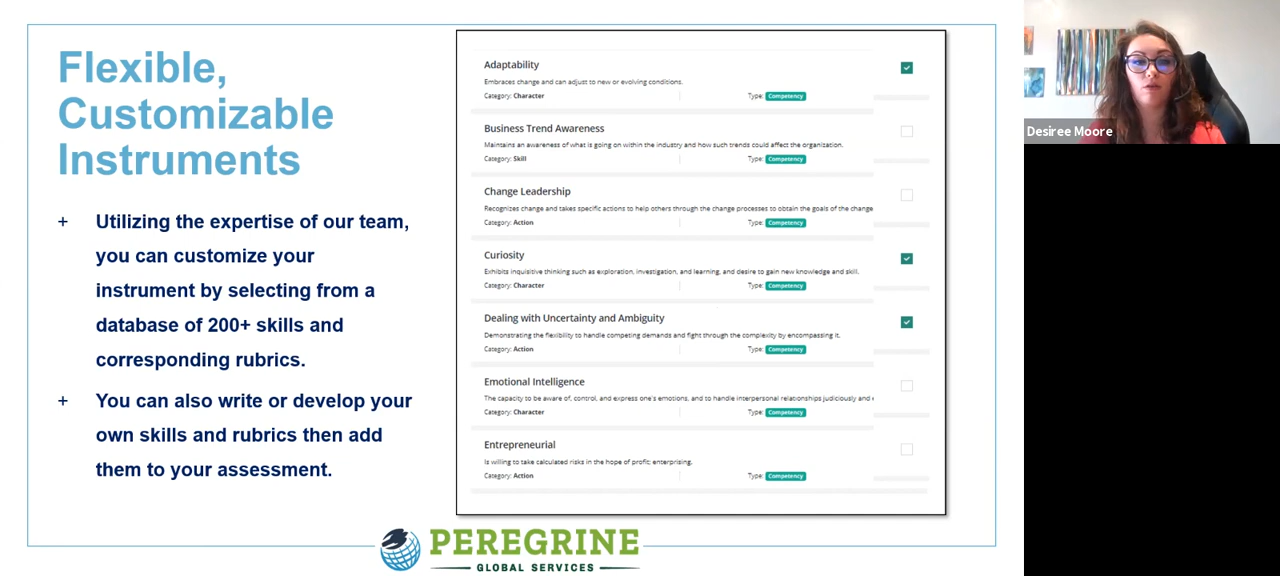 Flexible,
Customizable
Instruments
+ Utilizing the expertise of our team,
you can customize your
instrument by selecting from a
database of 200+ skills and
corresponding rubrics.
+ You can also write or develop your
own skills and rubrics then add
them to your assessment.
Adaptability
Embraces change and can adjust to new or evolving conditions.
Category: Character Type: Competency
Business Trend Awareness
Maintains an awareness of what is going on within the industry and how such trends could affect the organization.
Category: Skill Type: Competency
Change Leadership
Recognizes change and takes specific actions to help others through the change processes to obtain the goals of the change
Category: Action Type: Competency
Curiosity
Exhibits inquisitive thinking such as exploration, investigation, and learning, and desire to gain new knowledge and skill.
Category: Character Type: Competency
Dealing with Uncertainty and Ambiguity
Demonstrating the flexibility to handle competing demands and fight through the complexity by encompassing it.
Category: Action Type: Competency
Emotional Intelligence
The capacity to be aware of, control, and express one's emotions, and to handle interpersonal relationships judiciously and
Category: Character Type: Competency
Entrepreneurial
Is willing to take calculated risks in the hope of profit; enterprising.
Category: Action Type: Competency
PEREGRINE
GLOBAL SERVICES
Desiree Moore